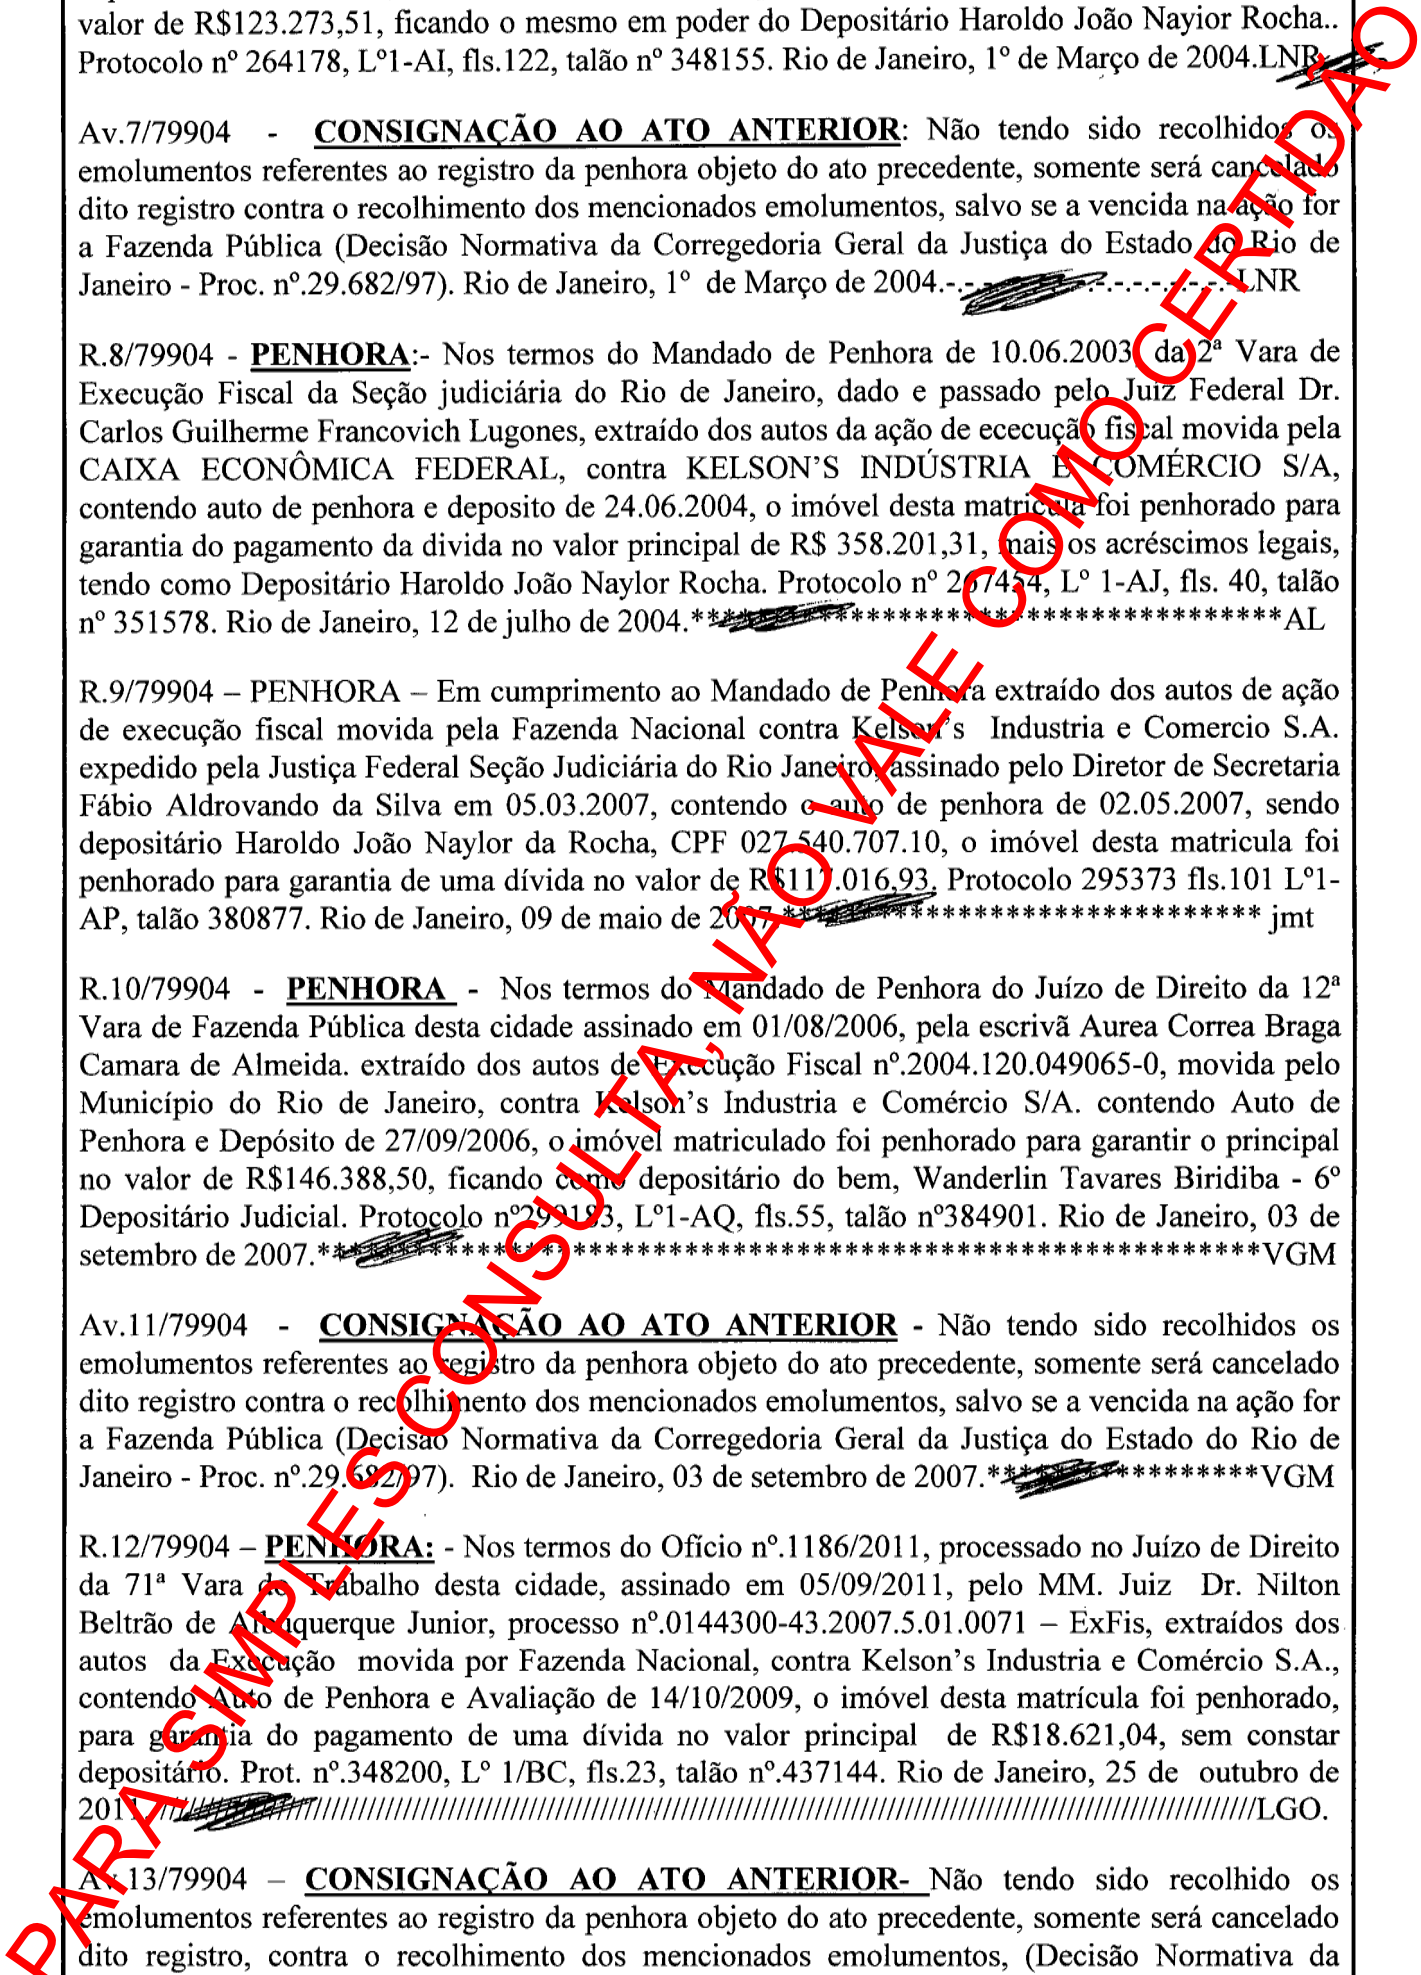 valor de R$123.273,51, ficando o mesmo em poder do Depositário Haroldo João Nayior Rocha..
Protocolo nº 264178, Lº1-AI, fls.122, talão nº 348155. Rio de Janeiro, 1º de Março de 2004.LNR
Av.7/79904 - CONSIGNAÇÃO AO ATO ANTERIOR: Não tendo sido recolhidos os
emolumentos referentes ao registro da penhora objeto do ato precedente, somente será cancelado
dito registro contra o recolhimento dos mencionados emolumentos, salvo se a vencida na ação for
a Fazenda Pública (Decisão Normativa da Corregedoria Geral da Justiça do Estado do Rio de
Janeiro - Proc. nº.29.682/97). Rio de Janeiro, 1º de Março de 2004.-.-.-.-.-.-.-.-.-.-.-.-LNR
R.8/79904 - PENHORA:- Nos termos do Mandado de Penhora de 10.06.2003, da 2ª Vara de
Execução Fiscal da Seção judiciária do Rio de Janeiro, dado e passado pelo Juiz Federal Dr.
Carlos Guilherme Francovich Lugones, extraído dos autos da ação de ececução fiscal movida pela
CAIXA ECONÔMICA FEDERAL, contra KELSON'S INDÚSTRIA E COMÉRCIO S/A,
contendo auto de penhora e deposito de 24.06.2004, o imóvel desta matricula foi penhorado para
garantia do pagamento da divida no valor principal de R$ 358.201,31, mais os acréscimos legais,
tendo como Depositário Haroldo João Naylor Rocha. Protocolo nº 267454, Lº 1-AJ, fls. 40, talão
nº 351578. Rio de Janeiro, 12 de julho de 2004.*************************************AL
R.9/79904 – PENHORA – Em cumprimento ao Mandado de Penhora extraído dos autos de ação
de execução fiscal movida pela Fazenda Nacional contra Kelson's Industria e Comercio S.A.
expedido pela Justiça Federal Seção Judiciária do Rio Janeiro, assinado pelo Diretor de Secretaria
Fábio Aldrovando da Silva em 05.03.2007, contendo o auto de penhora de 02.05.2007, sendo
depositário Haroldo João Naylor da Rocha, CPF 027.540.707.10, o imóvel desta matricula foi
penhorado para garantia de uma dívida no valor de R$117.016,93. Protocolo 295373 fls.101 Lº1-
AP, talão 380877. Rio de Janeiro, 09 de maio de 2007.****************************** jmt
R.10/79904 - PENHORA - Nos termos do Mandado de Penhora do Juízo de Direito da 12ª
Vara de Fazenda Pública desta cidade assinado em 01/08/2006, pela escrivã Aurea Correa Braga
Camara de Almeida. extraído dos autos de Execução Fiscal nº.2004.120.049065-0, movida pelo
Município do Rio de Janeiro, contra Kelson's Industria e Comércio S/A. contendo Auto de
Penhora e Depósito de 27/09/2006, o imóvel matriculado foi penhorado para garantir o principal
no valor de R$146.388,50, ficando como depositário do bem, Wanderlin Tavares Biridiba - 6º
Depositário Judicial. Protocolo nº299183, Lº1-AQ, fls.55, talão nº384901. Rio de Janeiro, 03 de
setembro de 2007.***********************************************************VGM
Av.11/79904 - CONSIGNAÇÃO AO ATO ANTERIOR - Não tendo sido recolhidos os
emolumentos referentes ao registro da penhora objeto do ato precedente, somente será cancelado
dito registro contra o recolhimento dos mencionados emolumentos, salvo se a vencida na ação for
a Fazenda Pública (Decisão Normativa da Corregedoria Geral da Justiça do Estado do Rio de
Janeiro - Proc. nº.29.682/97). Rio de Janeiro, 03 de setembro de 2007.*****************VGM
R.12/79904 – PENHORA: - Nos termos do Ofício nº.1186/2011, processado no Juízo de Direito
da 71ª Vara do Trabalho desta cidade, assinado em 05/09/2011, pelo MM. Juiz Dr. Nilton
Beltrão de Albuquerque Junior, processo nº.0144300-43.2007.5.01.0071 – ExFis, extraídos dos
autos da Execução movida por Fazenda Nacional, contra Kelson's Industria e Comércio S.A.,
contendo Auto de Penhora e Avaliação de 14/10/2009, o imóvel desta matrícula foi penhorado,
para garantia do pagamento de uma dívida no valor principal de R$18.621,04, sem constar
depositário. Prot. nº.348200, Lº 1/BC, fls.23, talão nº.437144. Rio de Janeiro, 25 de outubro de
2011.////////////////////////////////////////////////////////////////////////////////////////////////LGO.
Av.13/79904 – CONSIGNAÇÃO AO ATO ANTERIOR- Não tendo sido recolhido os
emolumentos referentes ao registro da penhora objeto do ato precedente, somente será cancelado
dito registro, contra o recolhimento dos mencionados emolumentos, (Decisão Normativa da
PARA SIMPLES CONSULTA, NÃO VALE COMO CERTIDÃO